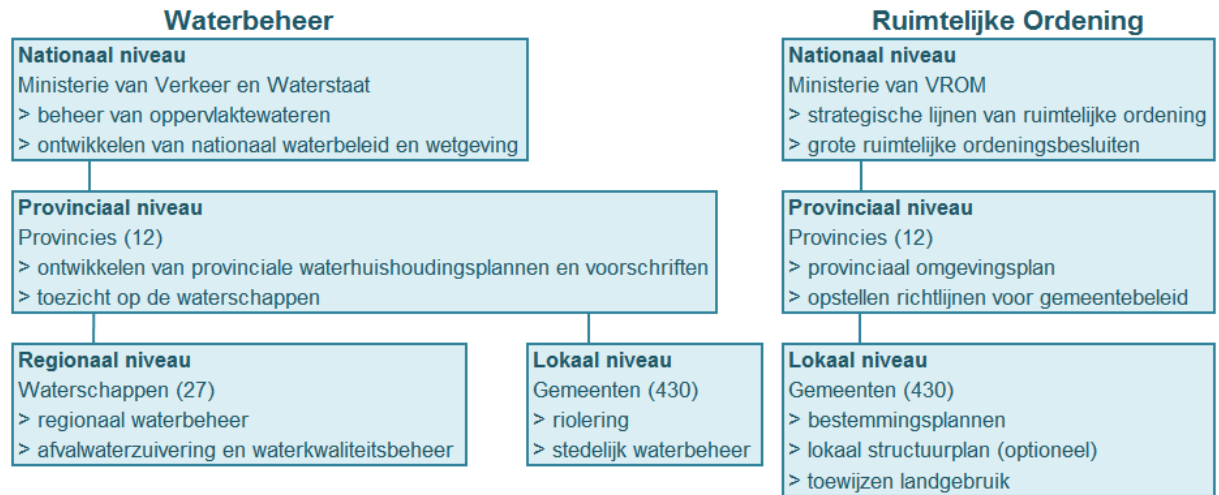 Waterbeheer
Nationaal niveau
Ministerie van Verkeer en Waterstaat
> beheer van oppervlaktewateren
> ontwikkelen van nationaal waterbeleid en wetgeving
Provinciaal niveau
Provincies (12)
> ontwikkelen van provinciale waterhuishoudingsplannen en voorschriften
> toezicht op de waterschappen
Regionaal niveau
Waterschappen (27)
> regionaal waterbeheer
> afvalwaterzuivering en waterkwaliteitsbeheer
Lokaal niveau
Gemeenten (430)
> riolering
> stedelijk waterbeheer
Ruimtelijke Ordening
Nationaal niveau
Ministerie van VROM
> strategische lijnen van ruimtelijke ordening
> grote ruimtelijke ordeningsbesluiten
Provinciaal niveau
Provincies (12)
> provinciaal omgevingsplan
> opstellen richtlijnen voor gemeentebeleid
Lokaal niveau
Gemeenten (430)
> bestemmingsplannen
> lokaal structuurplan (optioneel)
> toewijzen landgebruik